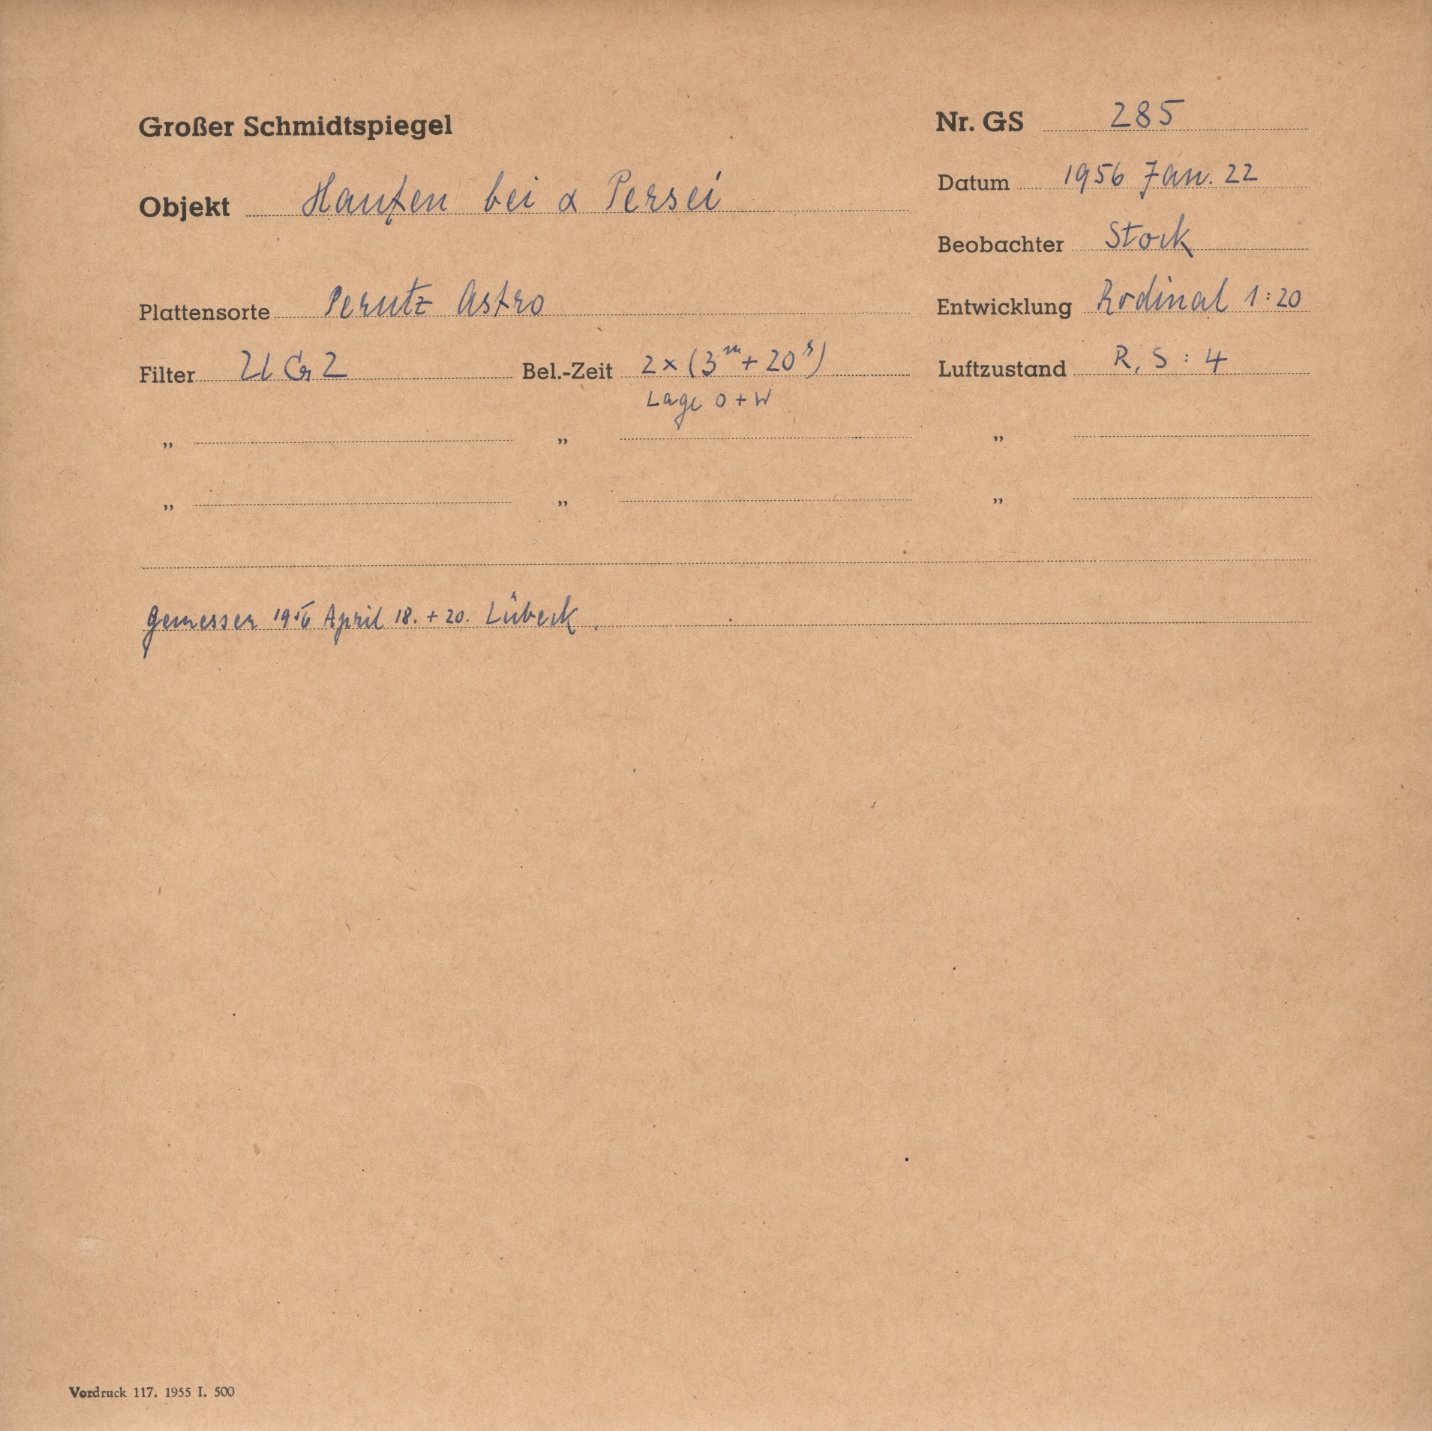 Großer Schmidtspiegel
Nr. GS 285
Objekt Haufen bei α Persei
Datum 1956 Jan. 22
Beobachter Stock
Plattensorte Perutz Astro
Entwicklung Rodinal 1:20
Filter 2
Bel.-Zeit 2 × (3ᵐ + 20ˢ)
Luftzustand R, S : 4
Lage O + W
„ „ „
„ „ „
gemessen 1956 April 18. + 20. Lübeck.
Vordruck 117. 1955 I. 500